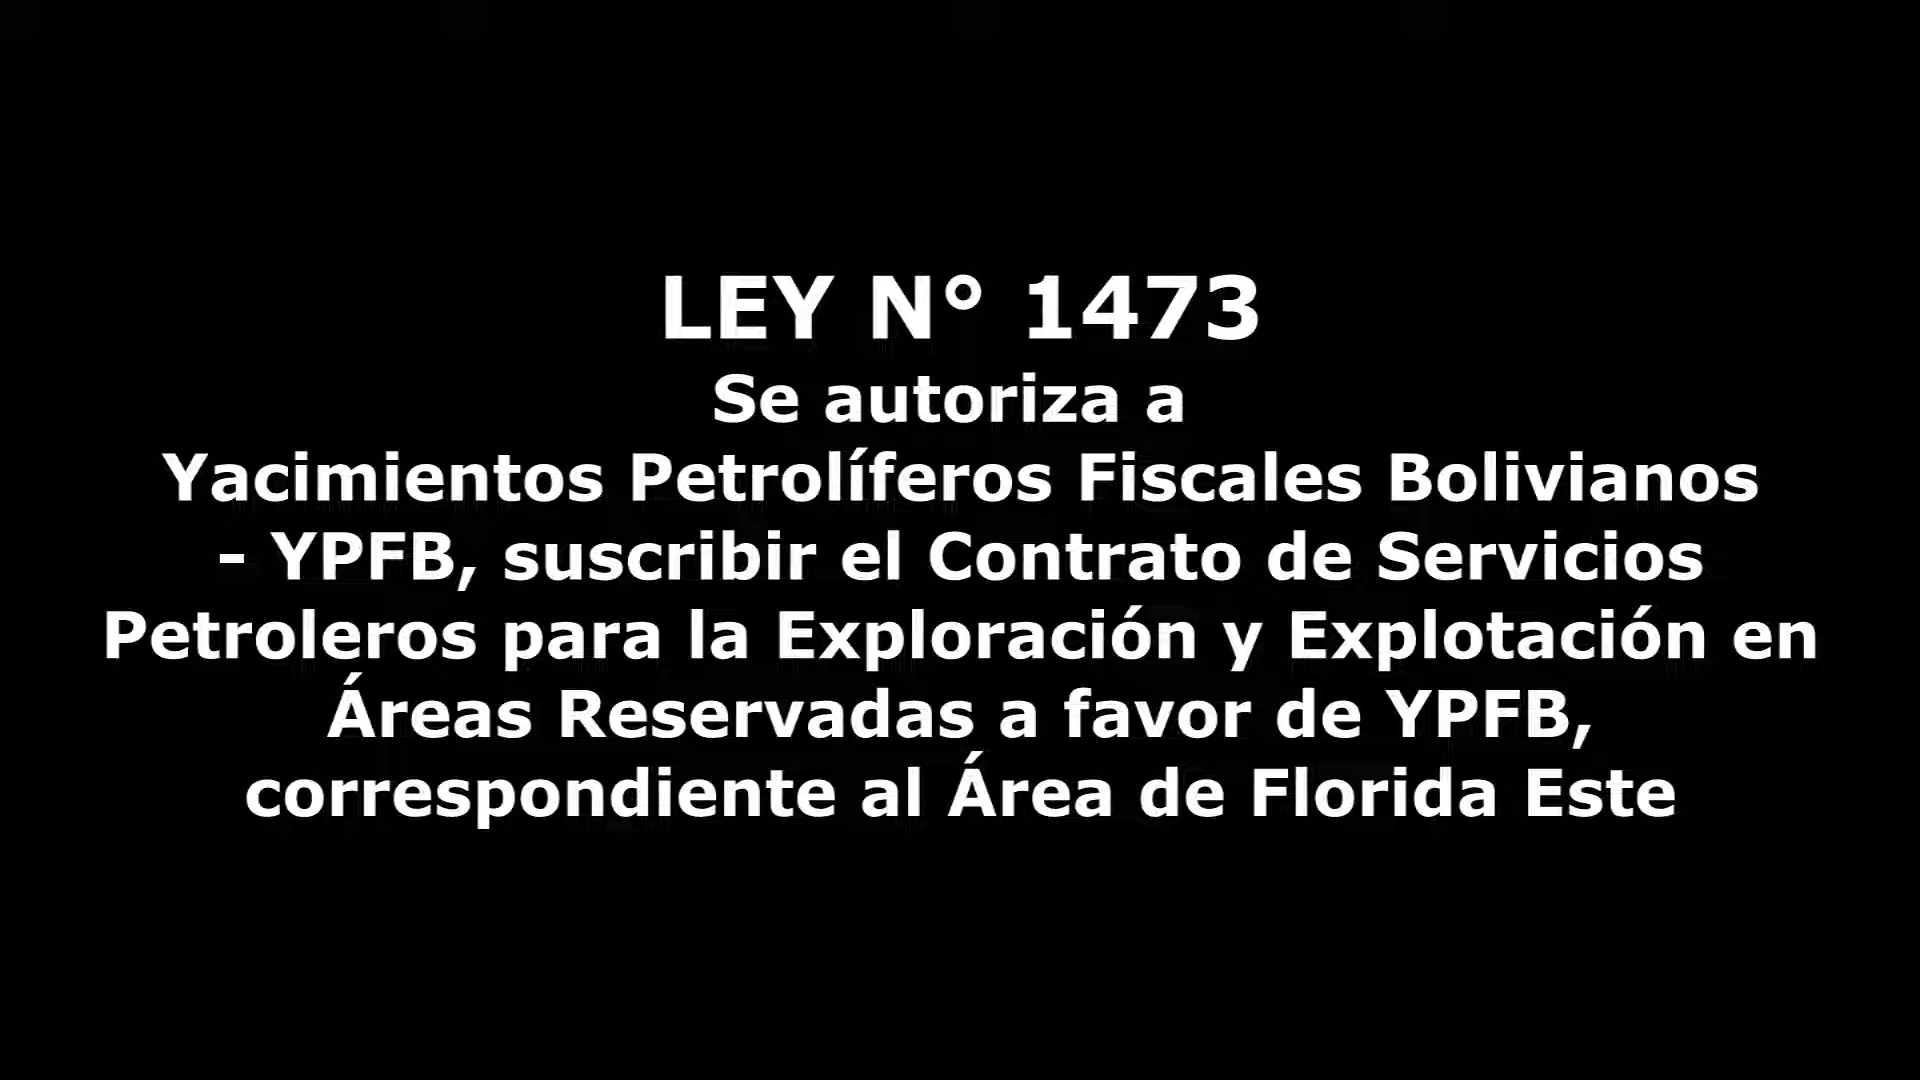 LEY N° 1473
Se autoriza a
Yacimientos Petrolíferos Fiscales Bolivianos
- YPFB, suscribir el Contrato de Servicios
Petroleros para la Exploración y Explotación en
Áreas Reservadas a favor de YPFB,
correspondiente al Área de Florida Este